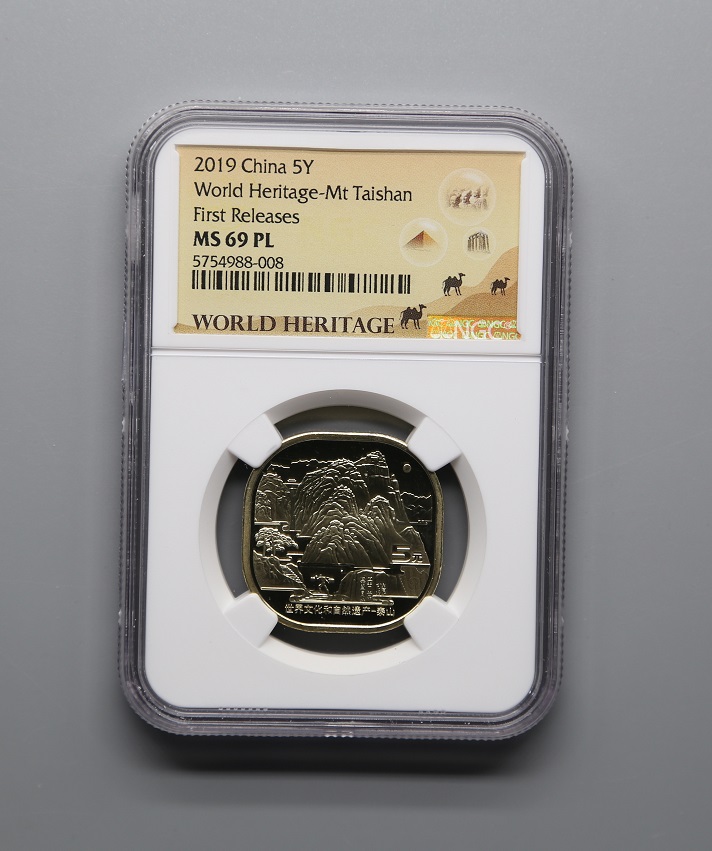 2019 China 5Y
World Heritage-Mt Taishan
First Releases
MS 69 PL
5754988-008
WORLD HERITAGE
NGC
5元
世界文化和自然遗产-泰山